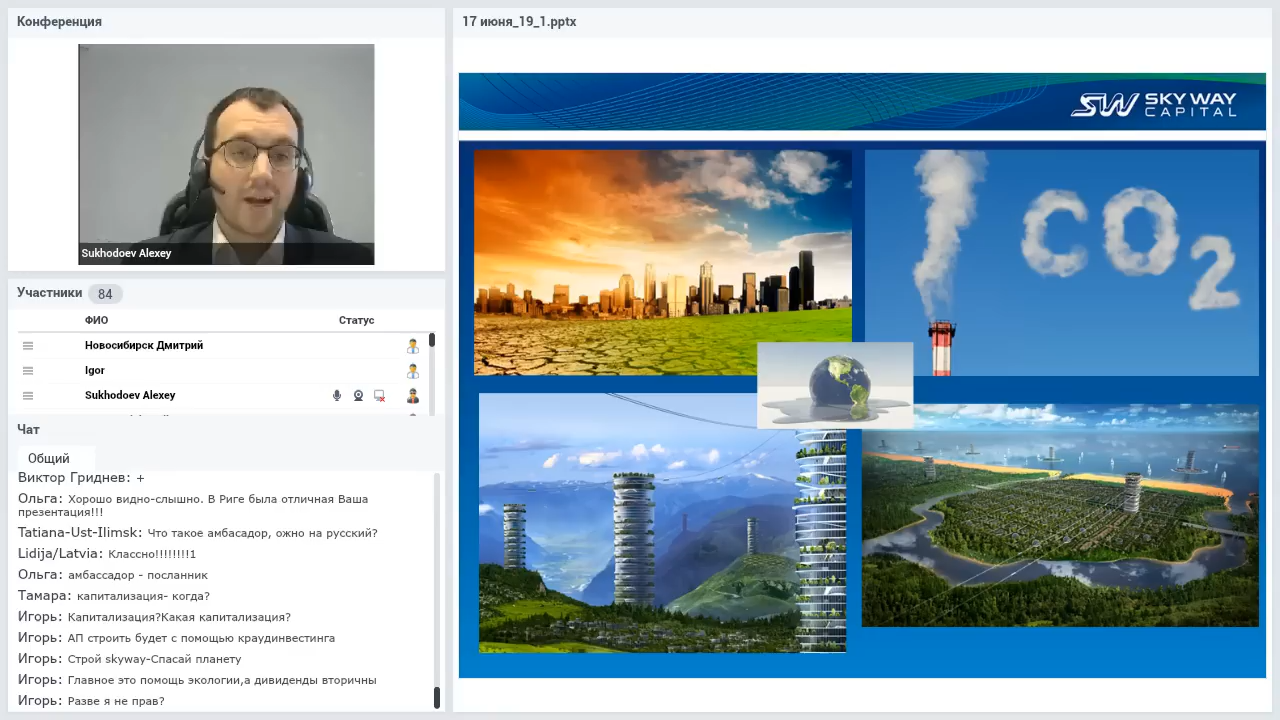 Конференция
Sukhodoev Alexey
Участники 84
ФИО Статус
Новосибирск Дмитрий
Igor
Sukhodoev Alexey
Чат
Общий
Виктор Гриднев: +
Ольга: Хорошо видно-слышно. В Риге была отличная Ваша
презентация!!!
Tatiana-Ust-Ilimsk: Что такое амбасадор, ожно на русский?
Lidija/Latvia: Классно!!!!!!!!1
Ольга: амбассадор - посланник
Тамара: капитализация- когда?
Игорь: Капитализация?Какая капитализация?
Игорь: АП строить будет с помощью краудинвестинга
Игорь: Строй skyway-Спасай планету
Игорь: Главное это помощь экологии,а дивиденды вторичны
Игорь: Разве я не прав?
17 июня_19_1.pptx
SW SKY WAY
CAPITAL
CO2